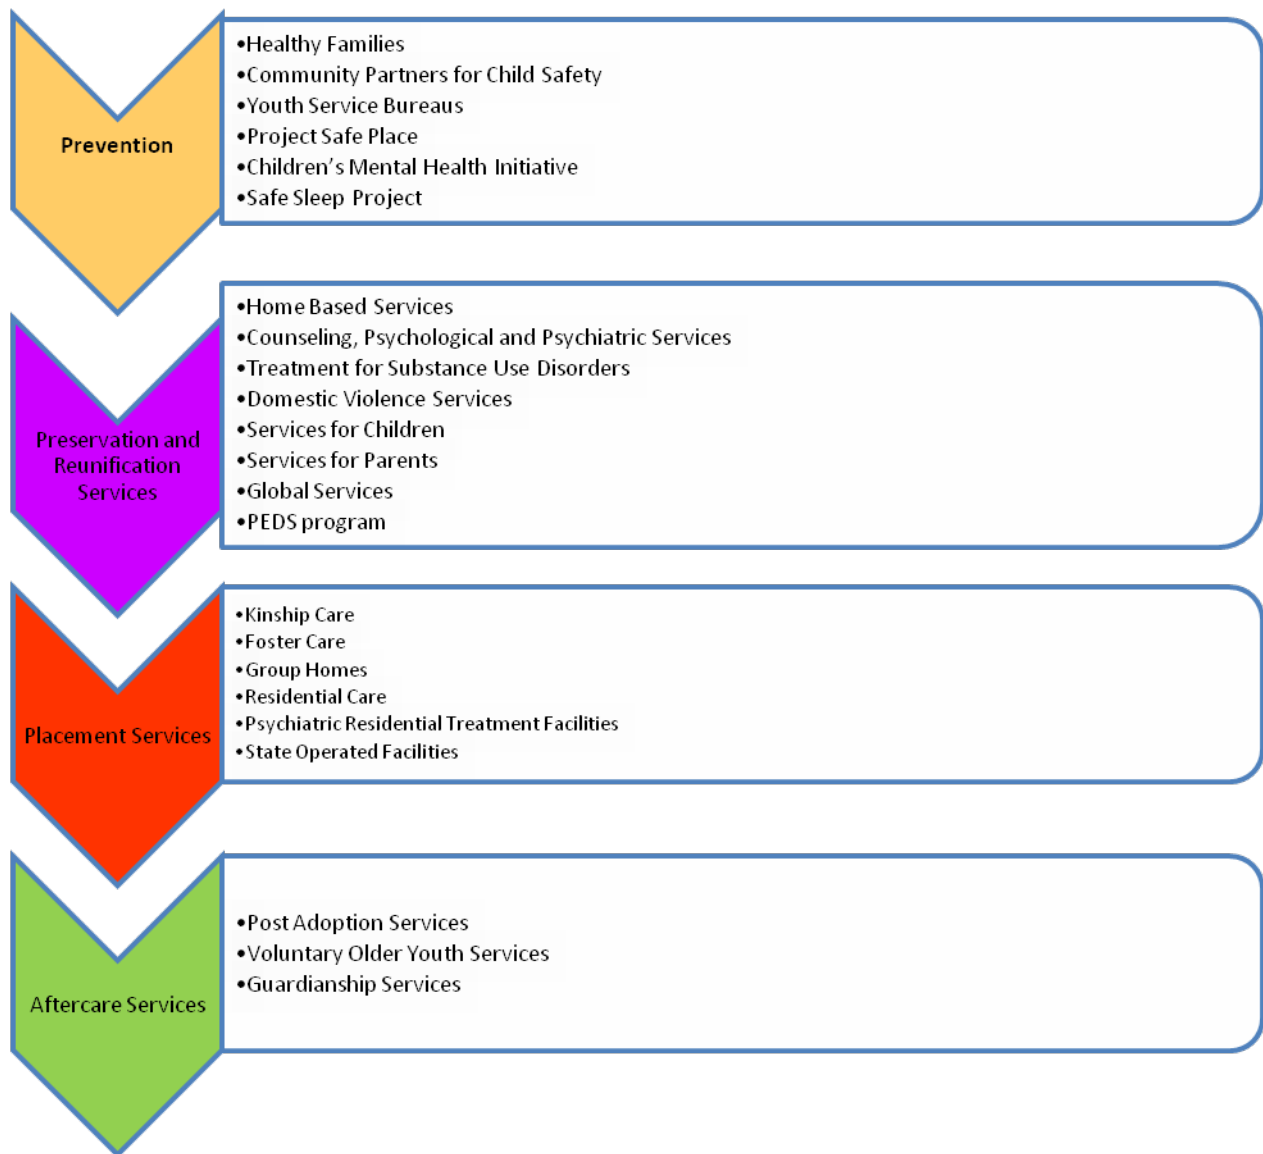 Prevention
•Healthy Families
•Community Partners for Child Safety
•Youth Service Bureaus
•Project Safe Place
•Children’s Mental Health Initiative
•Safe Sleep Project
Preservation and
Reunification
Services
•Home Based Services
•Counseling, Psychological and Psychiatric Services
•Treatment for Substance Use Disorders
•Domestic Violence Services
•Services for Children
•Services for Parents
•Global Services
•PEDS program
Placement Services
•Kinship Care
•Foster Care
•Group Homes
•Residential Care
•Psychiatric Residential Treatment Facilities
•State Operated Facilities
Aftercare Services
•Post Adoption Services
•Voluntary Older Youth Services
•Guardianship Services